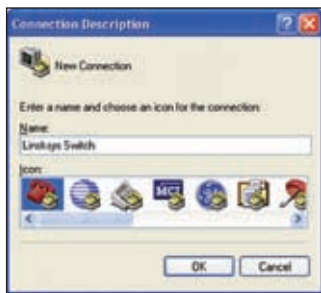 Connection Description
New Connection
Enter a name and choose an icon for the connection:
Name:
Linksys Switch
Icon:
MCI
OK
Cancel